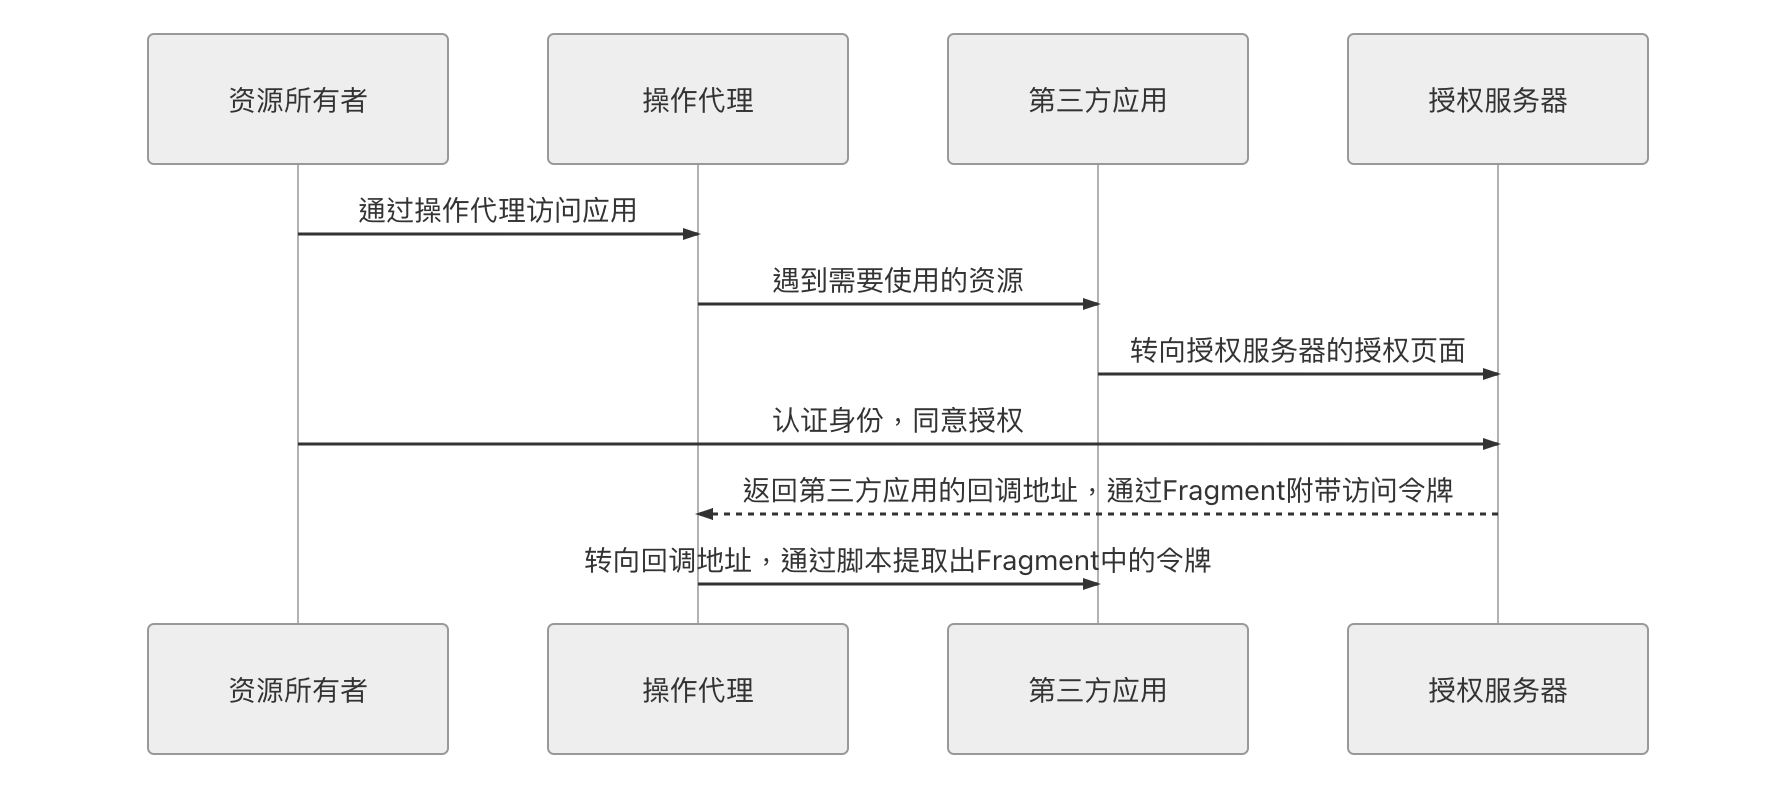 资源所有者
操作代理
第三方应用
授权服务器
通过操作代理访问应用
遇到需要使用的资源
转向授权服务器的授权页面
认证身份，同意授权
返回第三方应用的回调地址，通过Fragment附带访问令牌
转向回调地址，通过脚本提取出Fragment中的令牌
资源所有者
操作代理
第三方应用
授权服务器